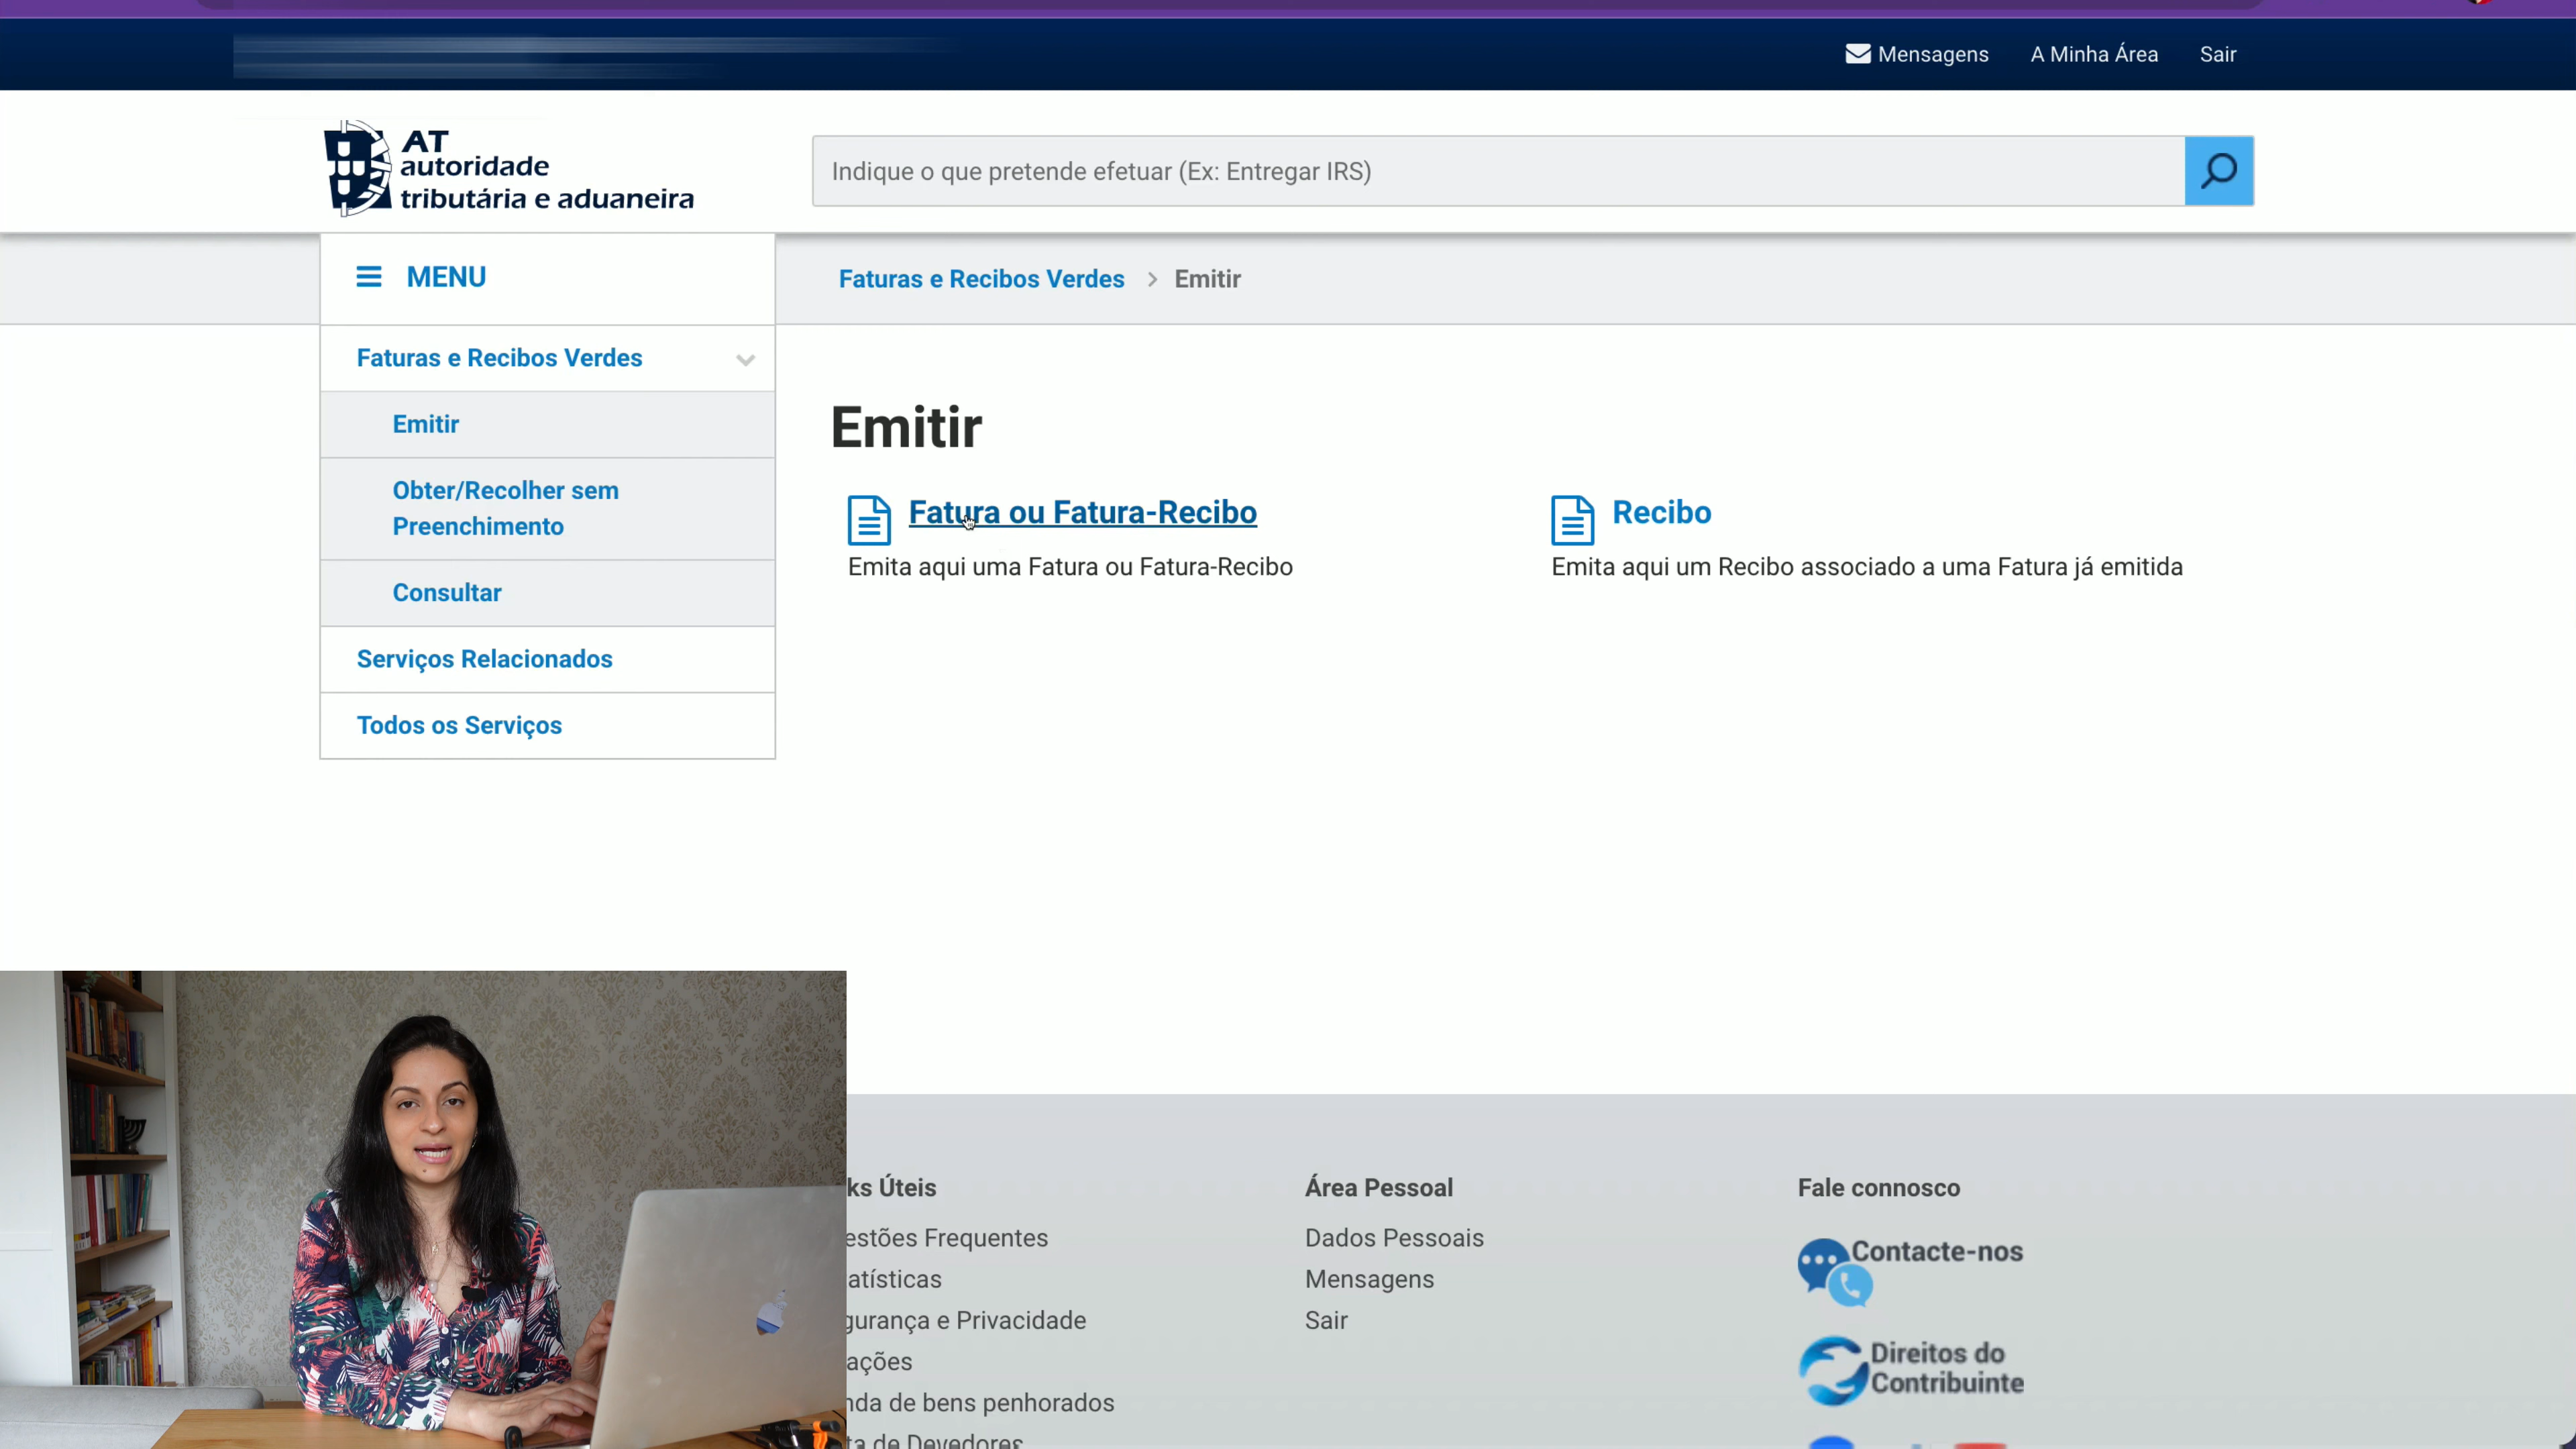 Mensagens
A Minha Área
Sair
AT
autoridade
tributária e aduaneira
Indique o que pretende efetuar (Ex: Entregar IRS)
MENU
Faturas e Recibos Verdes
Emitir
Faturas e Recibos Verdes
Emitir
Obter/Recolher sem
Preenchimento
Consultar
Serviços Relacionados
Todos os Serviços
Emitir
Fatura ou Fatura-Recibo
Emita aqui uma Fatura ou Fatura-Recibo
Recibo
Emita aqui um Recibo associado a uma Fatura já emitida
ks Úteis
estões Frequentes
atísticas
gurança e Privacidade
ações
nda de bens penhorados
ta de Devedores
Área Pessoal
Dados Pessoais
Mensagens
Sair
Fale connosco
Contacte-nos
Direitos do
Contribuinte